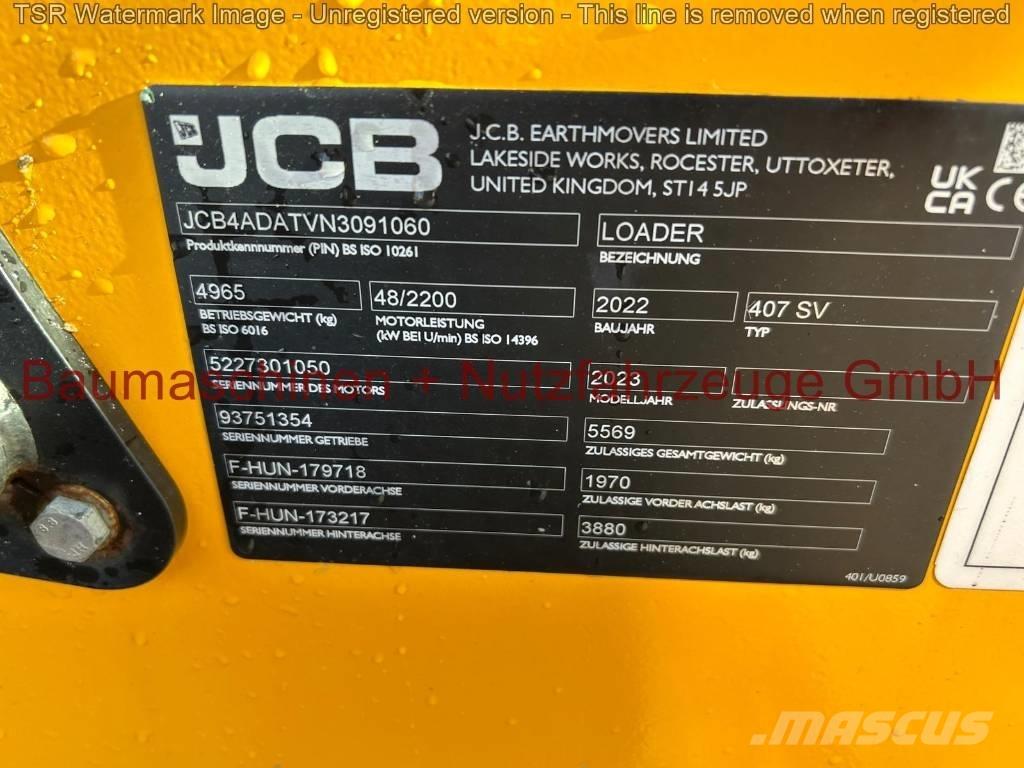 TSR Watermark Image - Unregistered version - This line is removed when registered
JCB
J.C.B. EARTHMOVERS LIMITED
LAKESIDE WORKS, ROCESTER, UTTOXETER,
UNITED KINGDOM, ST14 5JP
UK
CA CE
JCB4ADATVN3091060
Produktkennnummer (PIN) BS ISO 10261
LOADER
BEZEICHNUNG
4965
BETRIEBSGEWICHT (kg)
BS ISO 6016
48/2200
MOTORLEISTUNG
(kW BEI U/min) BS ISO 14396
2022
BAUJAHR
407 SV
TYP
5227301050
SERIENNUMMER DES MOTORS
2023
MODELLJAHR
ZULASSUNGS-NR
Baumaschinen + Nutzfahrzeuge GmbH
93751354
SERIENNUMMER GETRIEBE
5569
ZULASSIGES GESAMTGEWICHT (kg)
F-HUN-179718
SERIENNUMMER VORDERACHSE
1970
ZULASSIGE VORDER ACHSLAST (kg)
F-HUN-173217
SERIENNUMMER HINTERACHSE
3880
ZULASSIGE HINTERACHSLAST (kg)
401/U0859
8.8
MASCUS